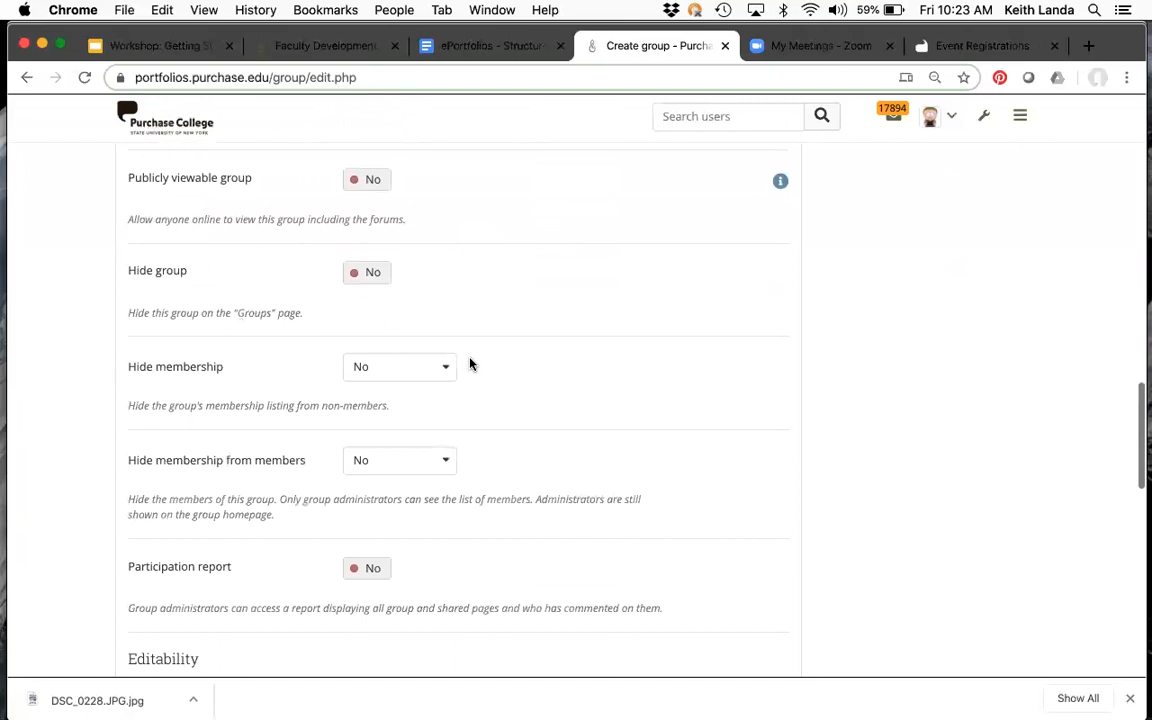 Chrome File Edit View History Bookmarks People Tab Window Help 59% Fri 10:23 AM Keith Landa
Workshop: Getting St Faculty Development ePortfolios - Structure Create group - Purcha My Meetings - Zoom Event Registrations
portfolios.purchase.edu/group/edit.php
Purchase College
STATE UNIVERSITY OF NEW YORK
Search users
17894
Publicly viewable group No
Allow anyone online to view this group including the forums.
Hide group No
Hide this group on the "Groups" page.
Hide membership No
Hide the group's membership listing from non-members.
Hide membership from members No
Hide the members of this group. Only group administrators can see the list of members. Administrators are still
shown on the group homepage.
Participation report No
Group administrators can access a report displaying all group and shared pages and who has commented on them.
Editability
DSC_0228.JPG.jpg Show All